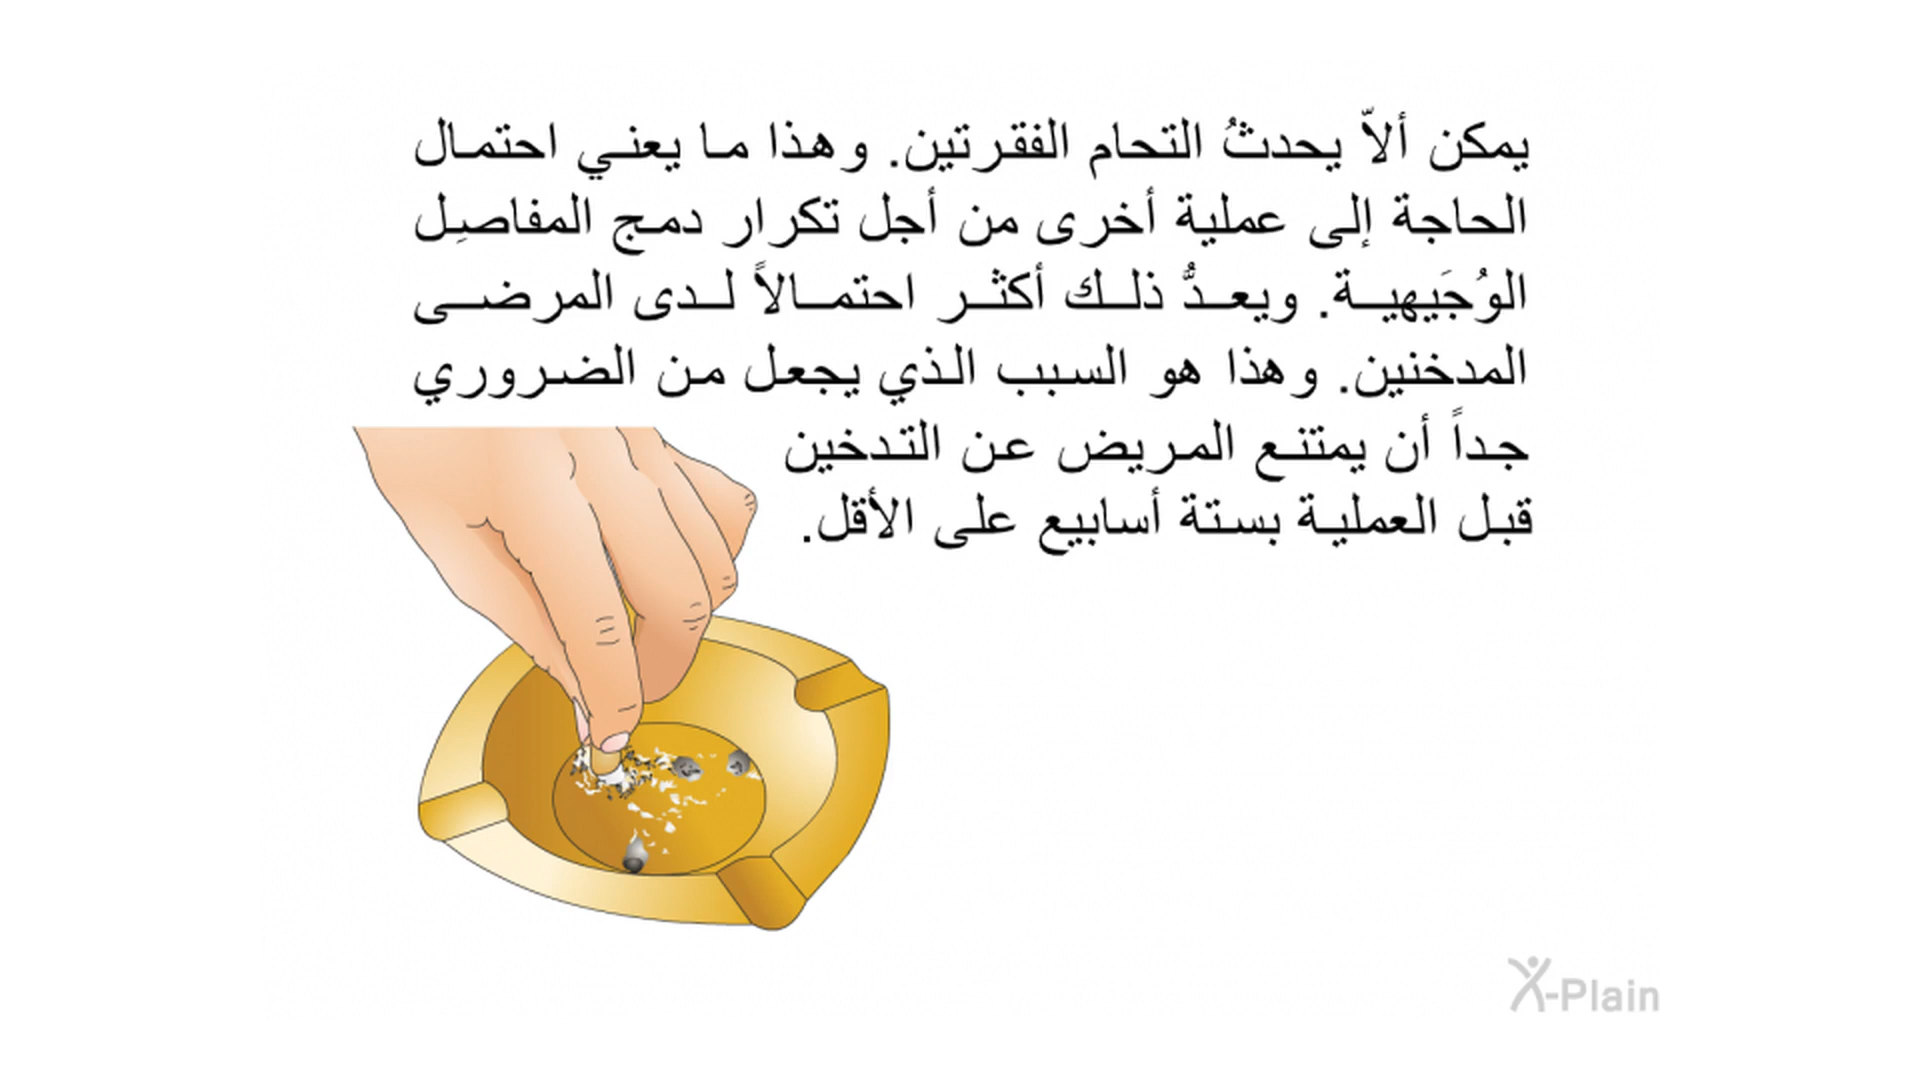 يمكن ألاّ يحدثُ التحام الفقرتين. وهذا ما يعني احتمال
الحاجة إلى عملية أخرى من أجل تكرار دمج المفاصِل
الوُجَيهية. ويعدُّ ذلك أكثر احتمالاً لدى المرضى
المدخنين. وهذا هو السبب الذي يجعل من الضروري
جداً أن يمتنع المريض عن التدخين
قبل العملية بستة أسابيع على الأقل.
X-Plain